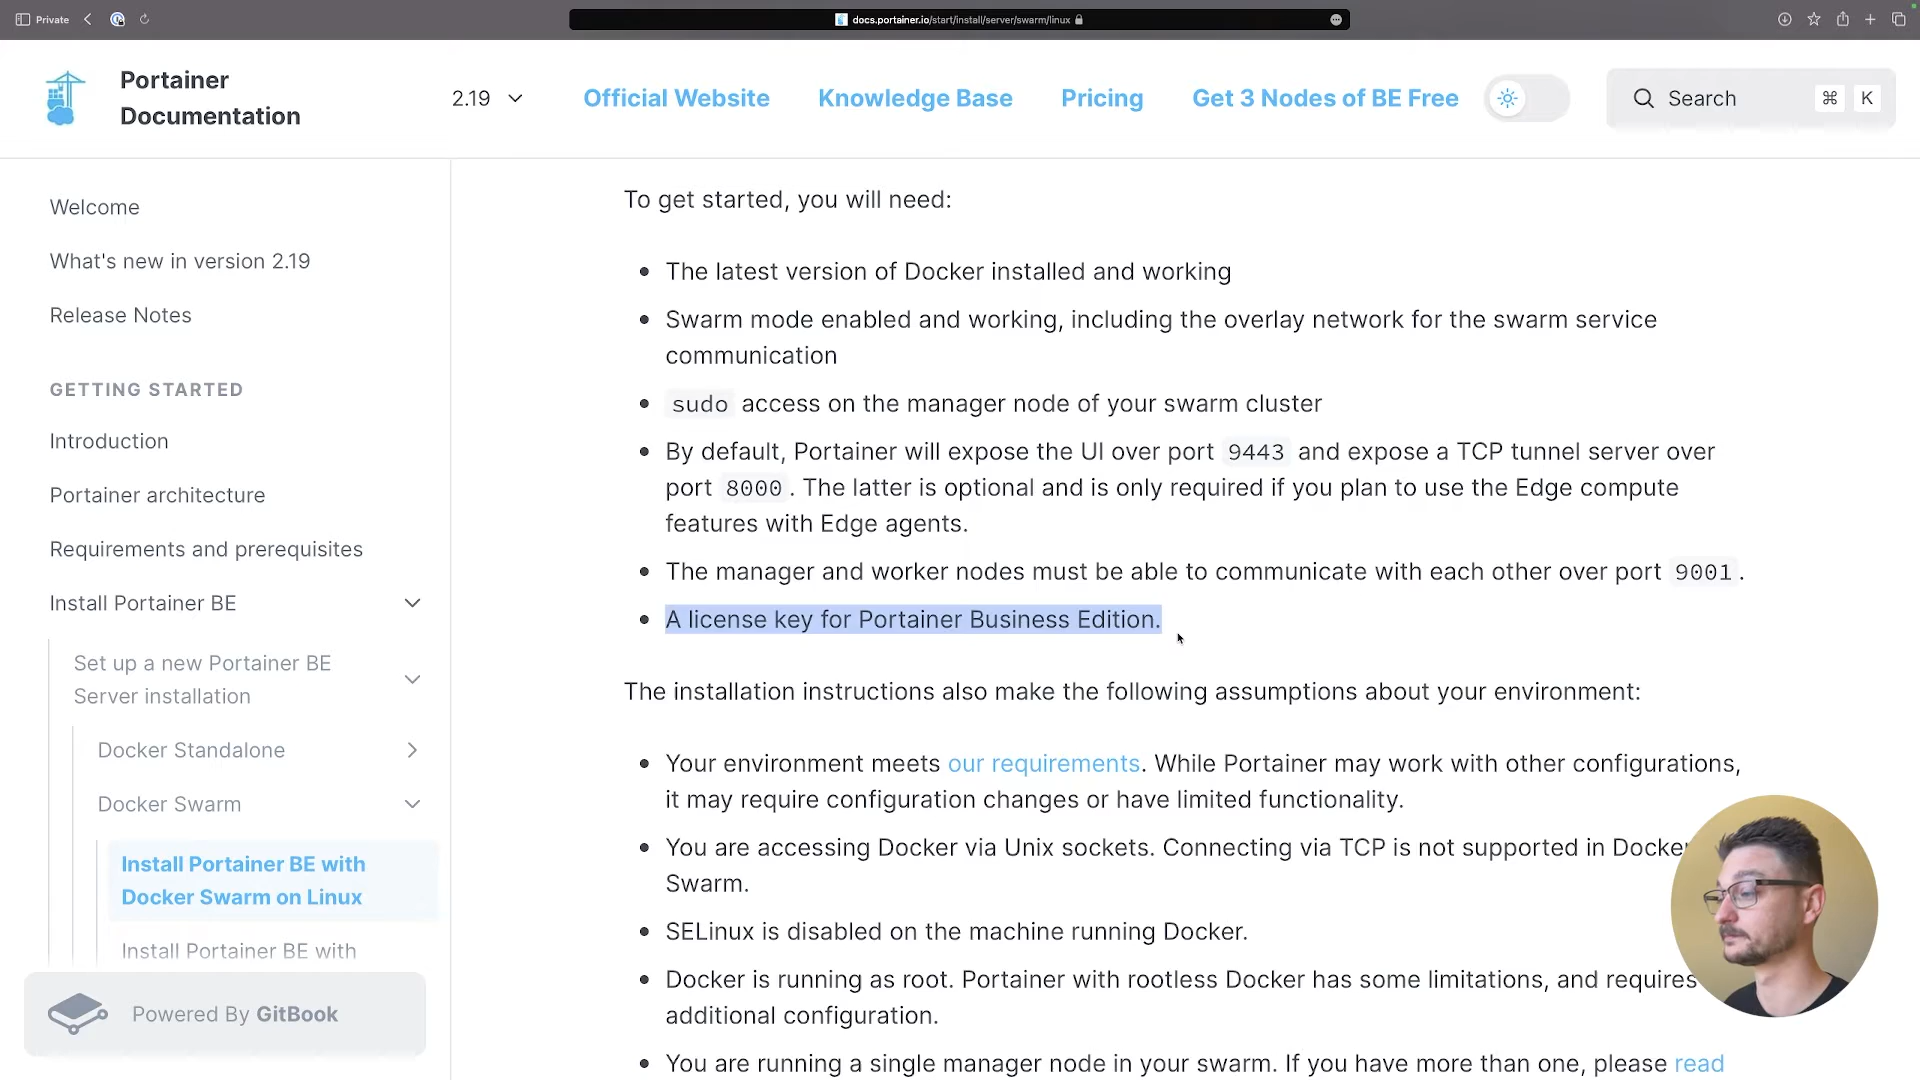 Private
docs.portainer.io/start/install/server/swarm/linux
Portainer
Documentation
2.19
Official Website
Knowledge Base
Pricing
Get 3 Nodes of BE Free
Search
⌘ K
Welcome
What's new in version 2.19
Release Notes
GETTING STARTED
Introduction
Portainer architecture
Requirements and prerequisites
Install Portainer BE
Set up a new Portainer BE
Server installation
Docker Standalone
Docker Swarm
Install Portainer BE with
Docker Swarm on Linux
Install Portainer BE with
Powered By GitBook
To get started, you will need:
The latest version of Docker installed and working
Swarm mode enabled and working, including the overlay network for the swarm service
communication
sudo access on the manager node of your swarm cluster
By default, Portainer will expose the UI over port 9443 and expose a TCP tunnel server over
port 8000. The latter is optional and is only required if you plan to use the Edge compute
features with Edge agents.
The manager and worker nodes must be able to communicate with each other over port 9001.
A license key for Portainer Business Edition.
The installation instructions also make the following assumptions about your environment:
Your environment meets our requirements. While Portainer may work with other configurations,
it may require configuration changes or have limited functionality.
You are accessing Docker via Unix sockets. Connecting via TCP is not supported in Docker
Swarm.
SELinux is disabled on the machine running Docker.
Docker is running as root. Portainer with rootless Docker has some limitations, and requires
additional configuration.
You are running a single manager node in your swarm. If you have more than one, please read